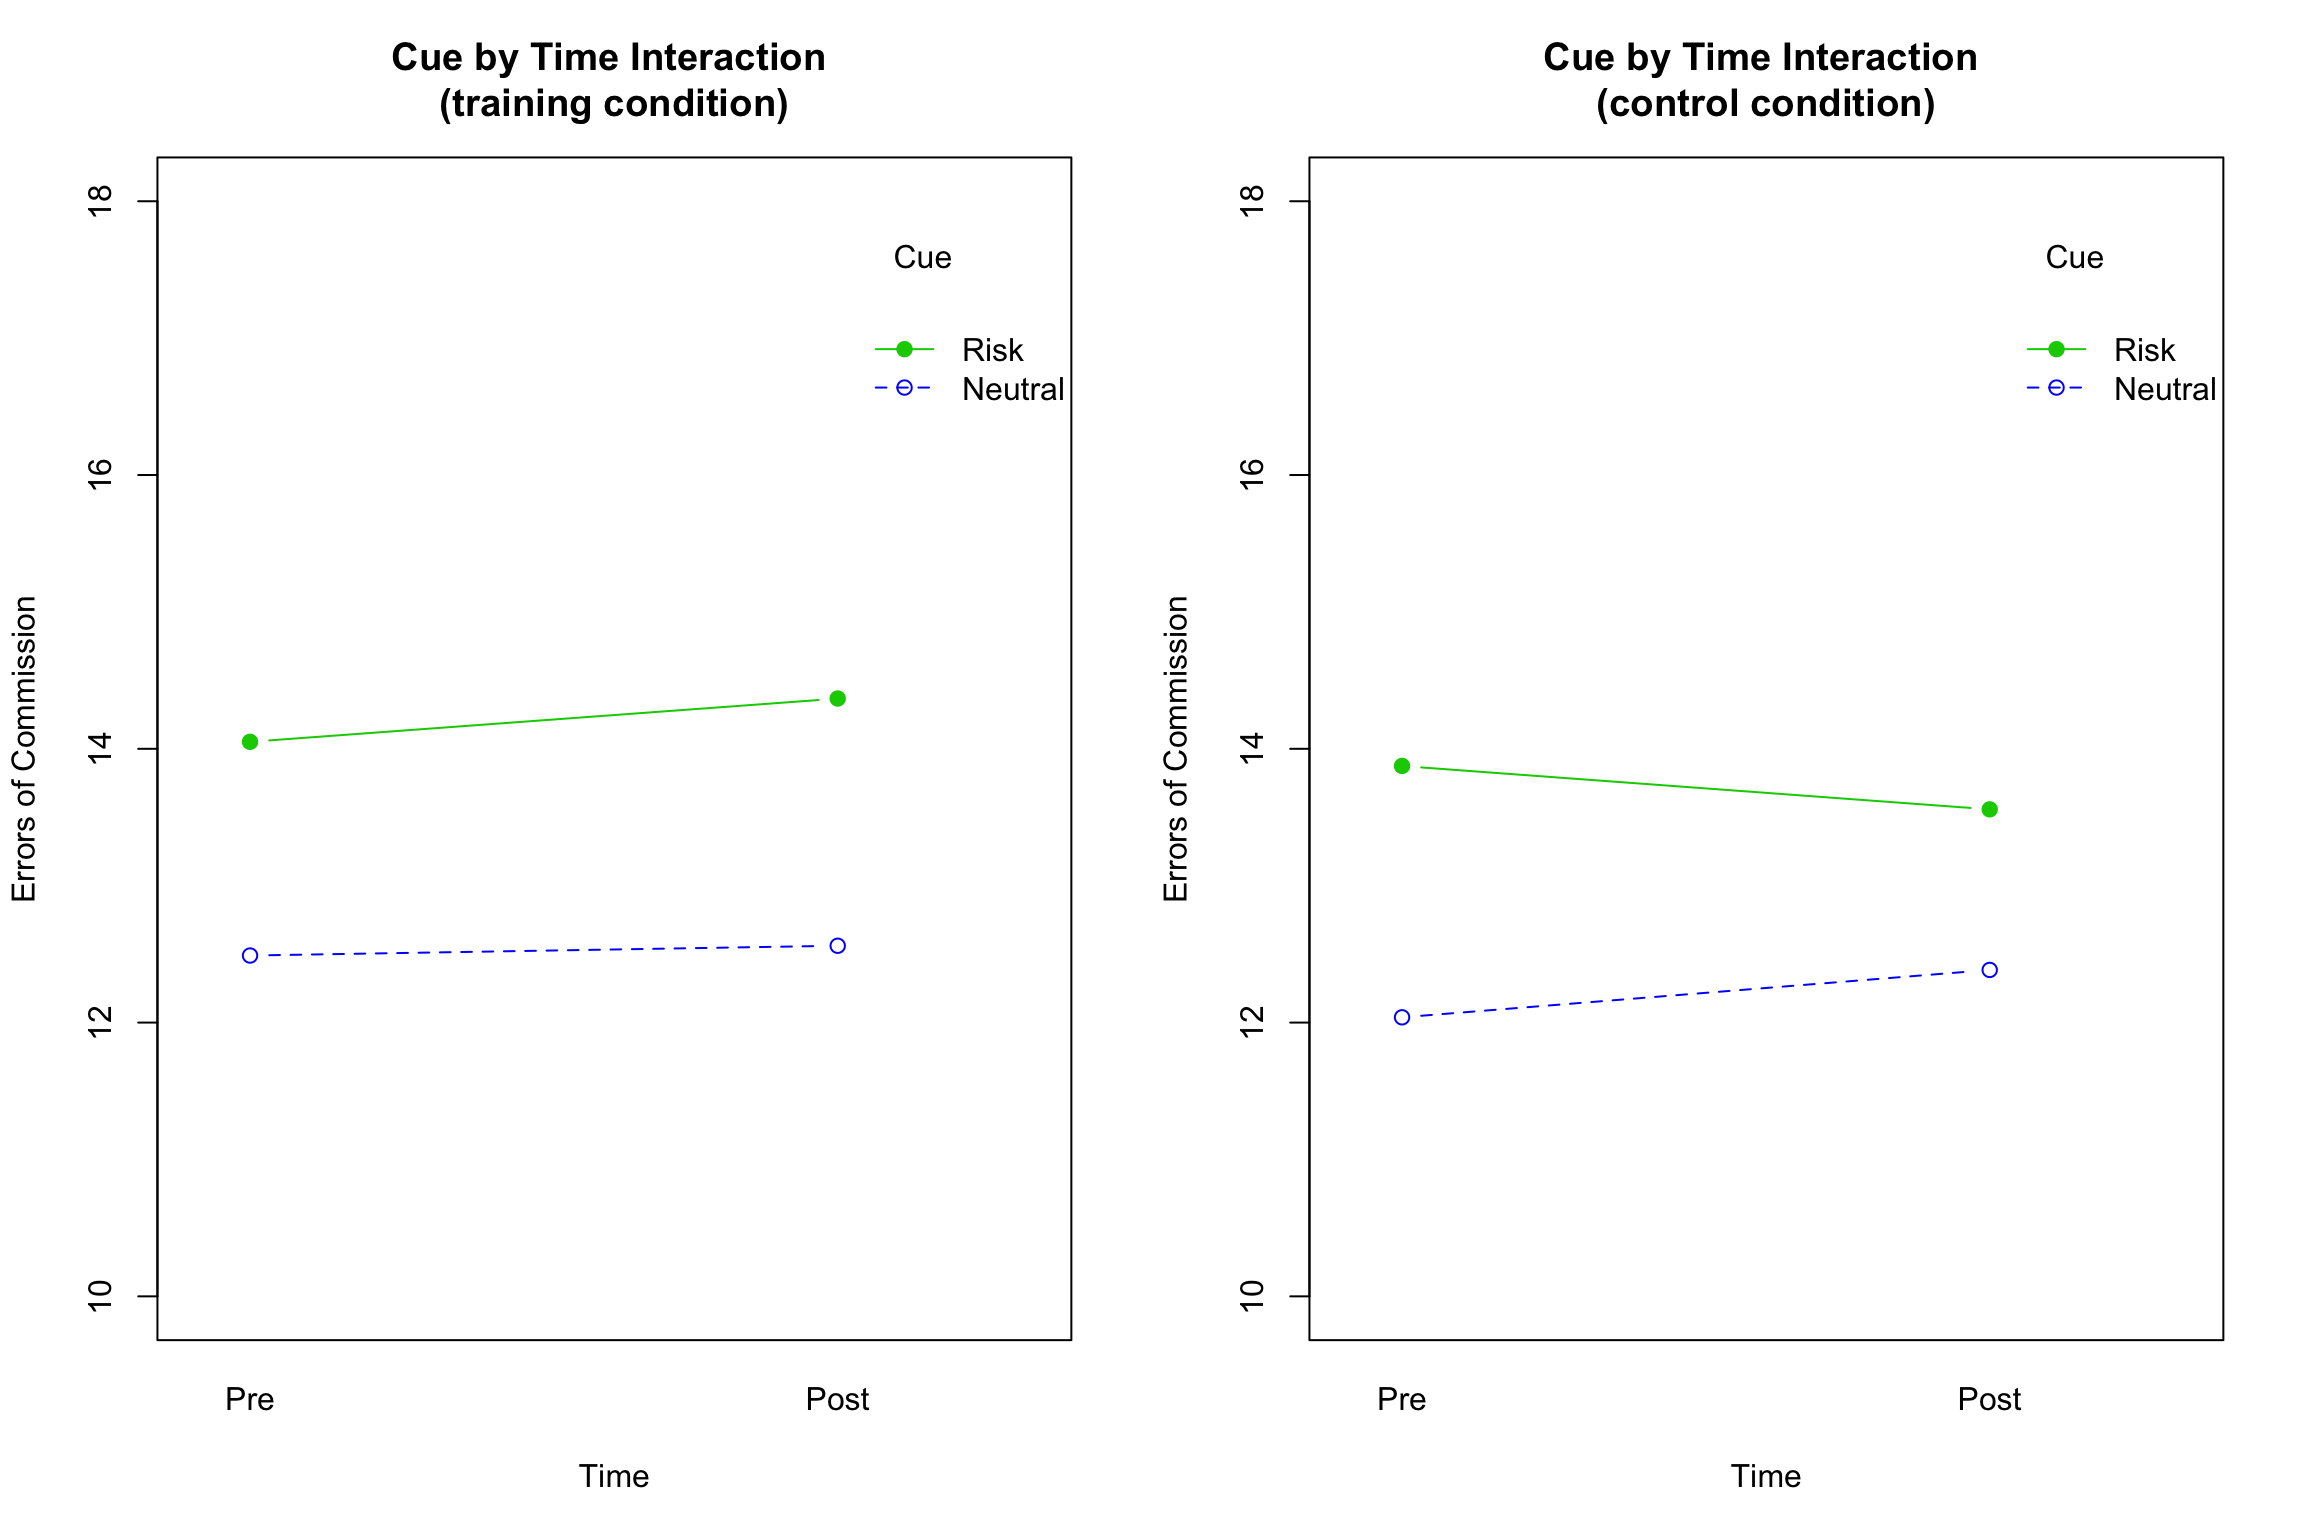 Cue by Time Interaction
(training condition)
18
16
14
12
10
Errors of Commission
Cue
Risk
Neutral
Pre
Post
Time
Cue by Time Interaction
(control condition)
18
16
14
12
10
Errors of Commission
Cue
Risk
Neutral
Pre
Post
Time